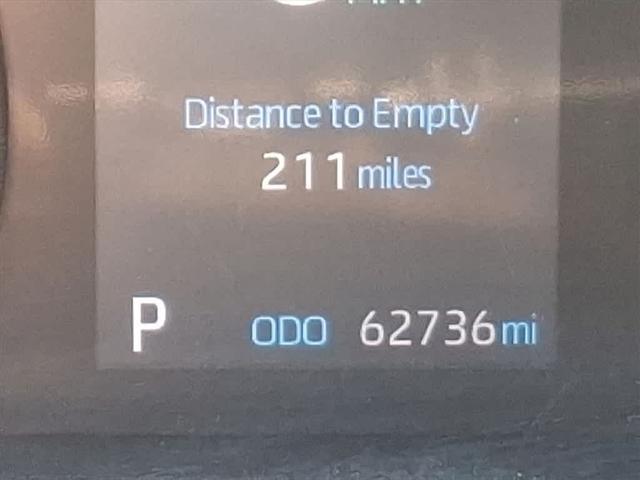 Distance to Empty
211 miles
P ODO 62736 mi